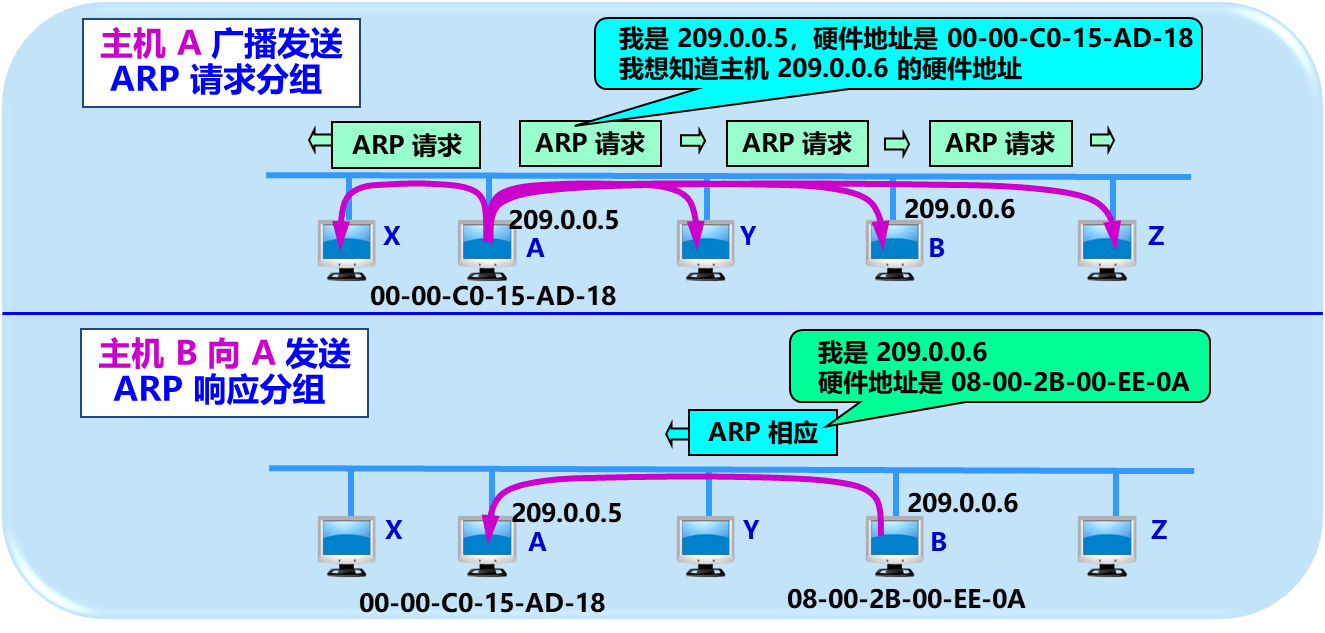 主机 A 广播发送
ARP 请求分组
我是 209.0.0.5，硬件地址是 00-00-C0-15-AD-18
我想知道主机 209.0.0.6 的硬件地址
ARP 请求
ARP 请求
ARP 请求
ARP 请求
209.0.0.5
209.0.0.6
X
A
Y
B
Z
00-00-C0-15-AD-18
主机 B 向 A 发送
ARP 响应分组
我是 209.0.0.6
硬件地址是 08-00-2B-00-EE-0A
ARP 相应
209.0.0.5
209.0.0.6
X
A
Y
B
Z
00-00-C0-15-AD-18
08-00-2B-00-EE-0A